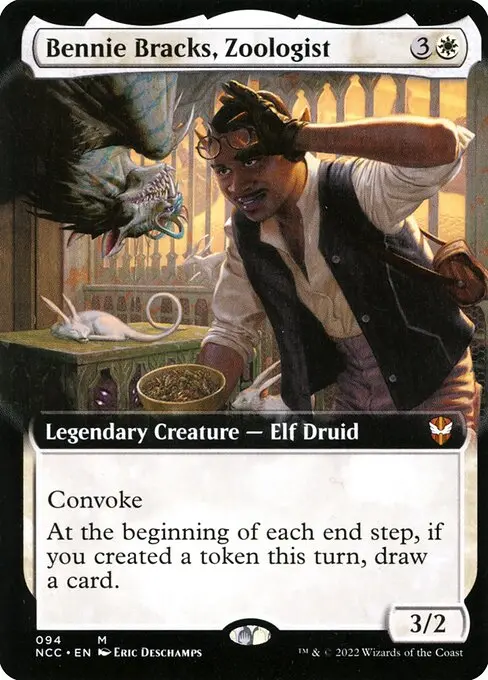 Bennie Bracks, Zoologist 3
Legendary Creature — Elf Druid
Convoke
At the beginning of each end step, if
you created a token this turn, draw
a card.
3/2
094 M
NCC • EN Eric Deschamps
™ & © 2022 Wizards of the Coast